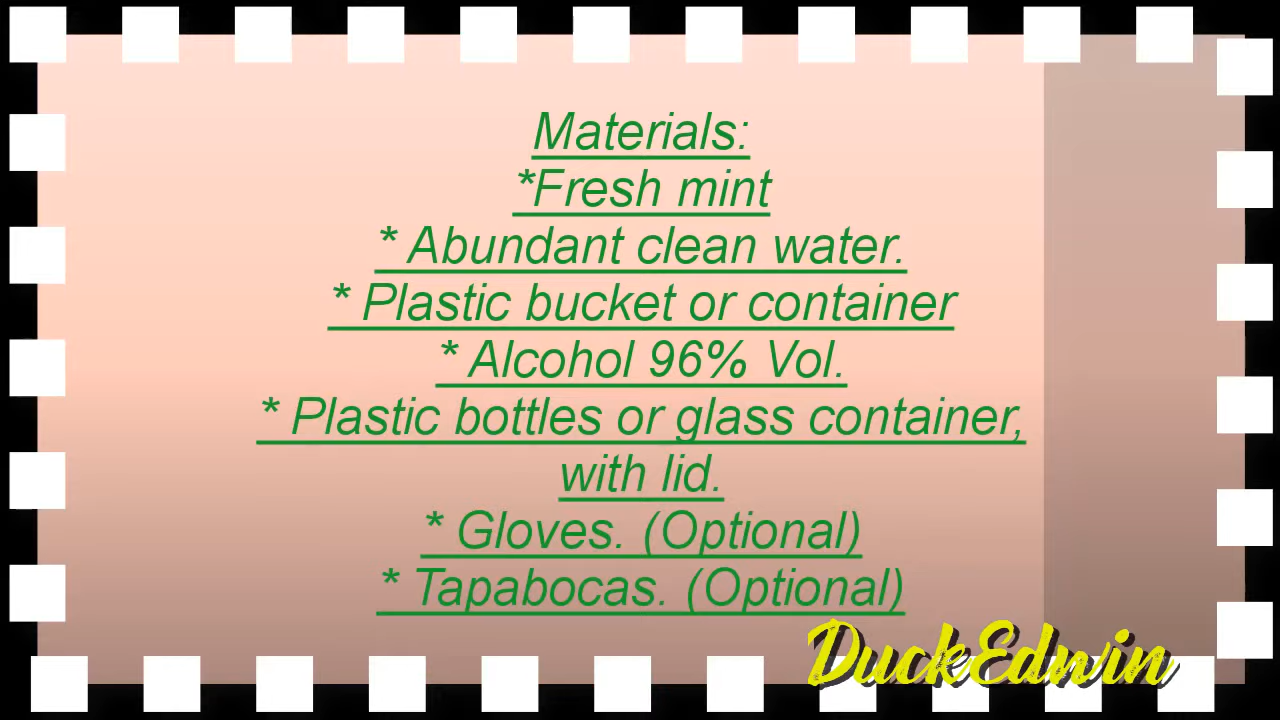 Materials:
*Fresh mint
* Abundant clean water.
* Plastic bucket or container
* Alcohol 96% Vol.
* Plastic bottles or glass container,
with lid.
* Gloves. (Optional)
* Tapabocas. (Optional)
DuckEdwin